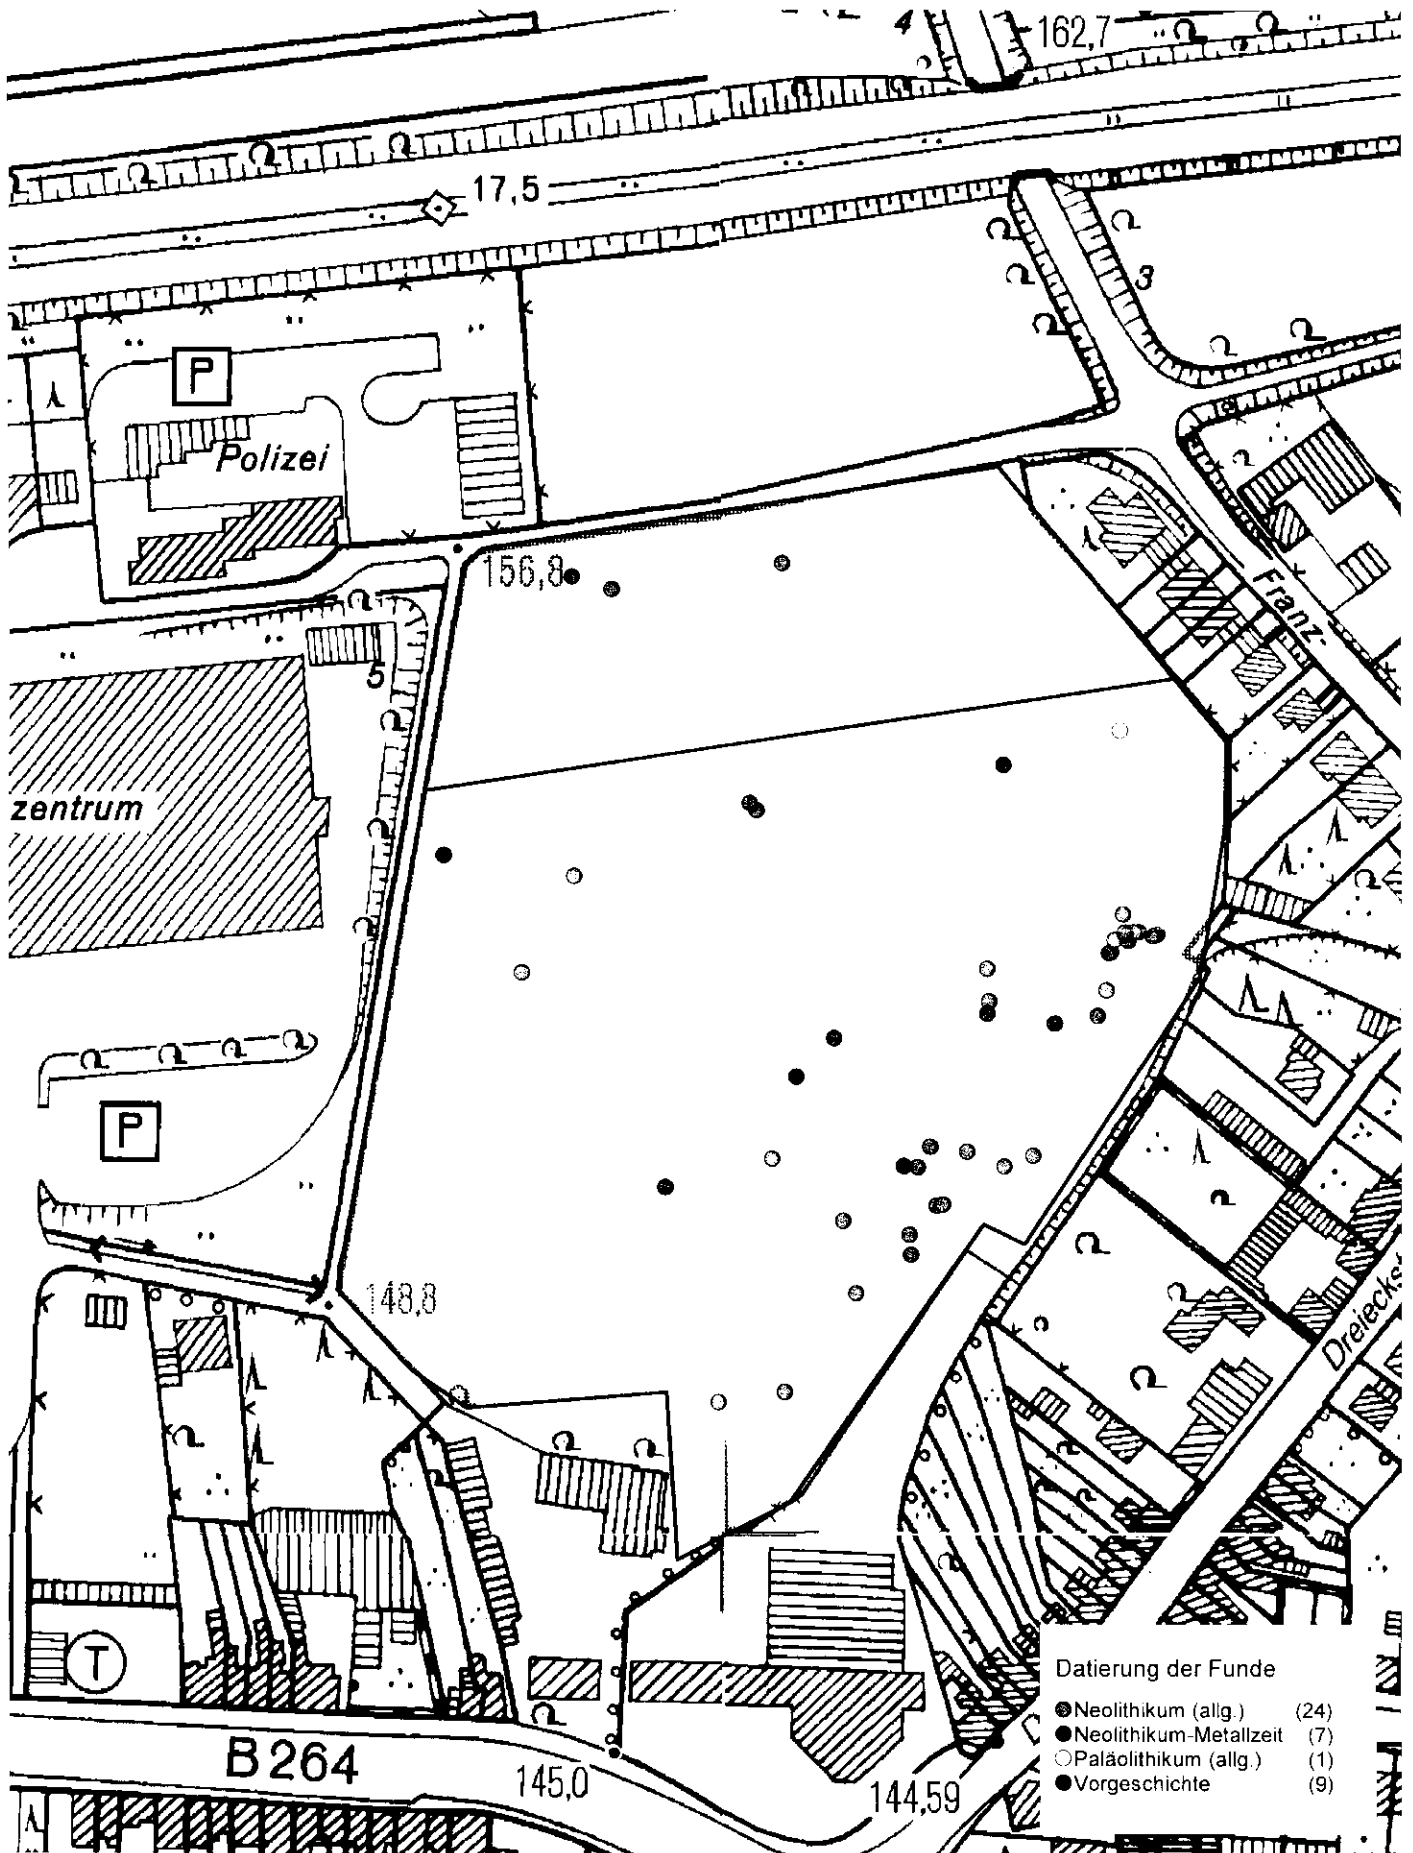 4
162,7
17,5
3
P
Polizei
156,8
Franz-
5
zentrum
P
148,8
Dreieckst
T
Datierung der Funde
Neolithikum (allg.) (24)
Neolithikum-Metallzeit (7)
Paläolithikum (allg.) (1)
Vorgeschichte (9)
B 264
145,0
144,59